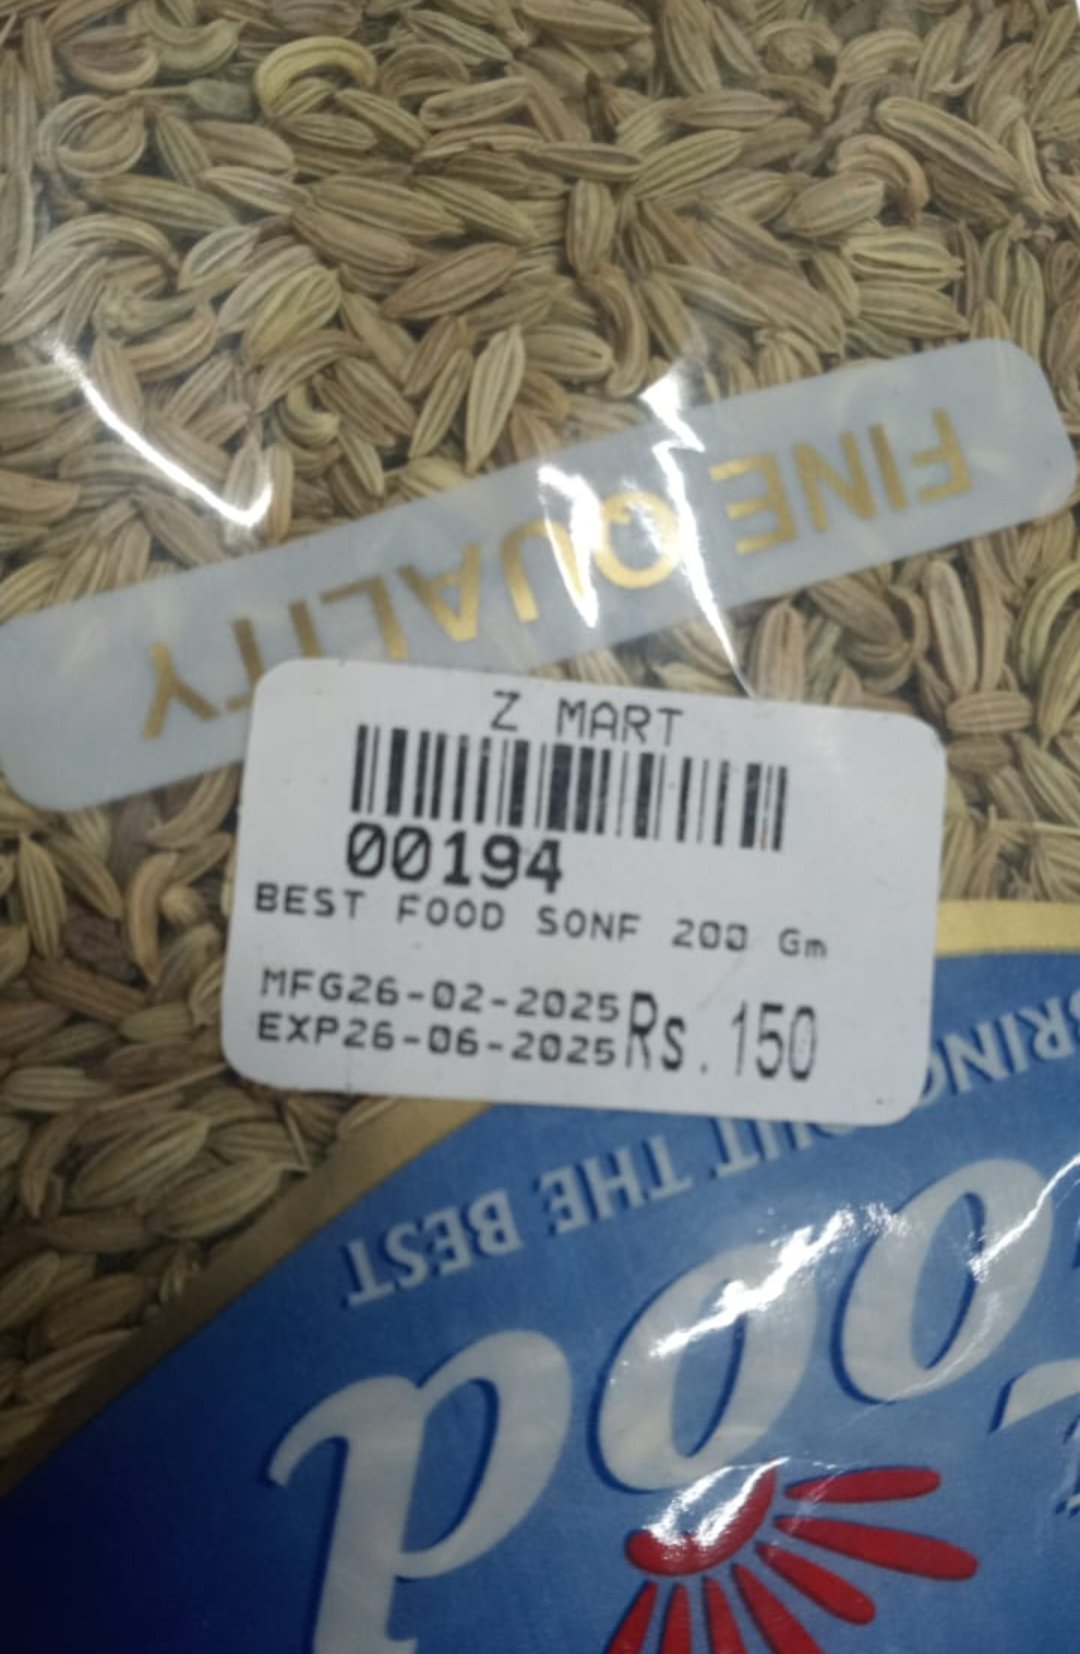 FINE QUALITY
Z MART
00194
BEST FOOD SONF 200 Gm
MFG26-02-2025
EXP26-06-2025
Rs. 150
THE BEST